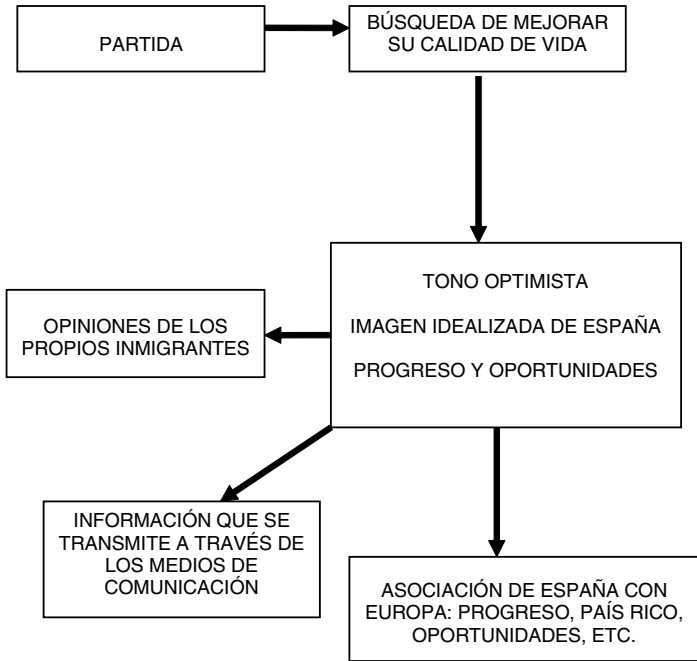 PARTIDA
BÚSQUEDA DE MEJORAR
SU CALIDAD DE VIDA
TONO OPTIMISTA
IMAGEN IDEALIZADA DE ESPAÑA
PROGRESO Y OPORTUNIDADES
OPINIONES DE LOS
PROPIOS INMIGRANTES
INFORMACIÓN QUE SE
TRANSMITE A TRAVÉS DE
LOS MEDIOS DE
COMUNICACIÓN
ASOCIACIÓN DE ESPAÑA CON
EUROPA: PROGRESO, PAÍS RICO,
OPORTUNIDADES, ETC.